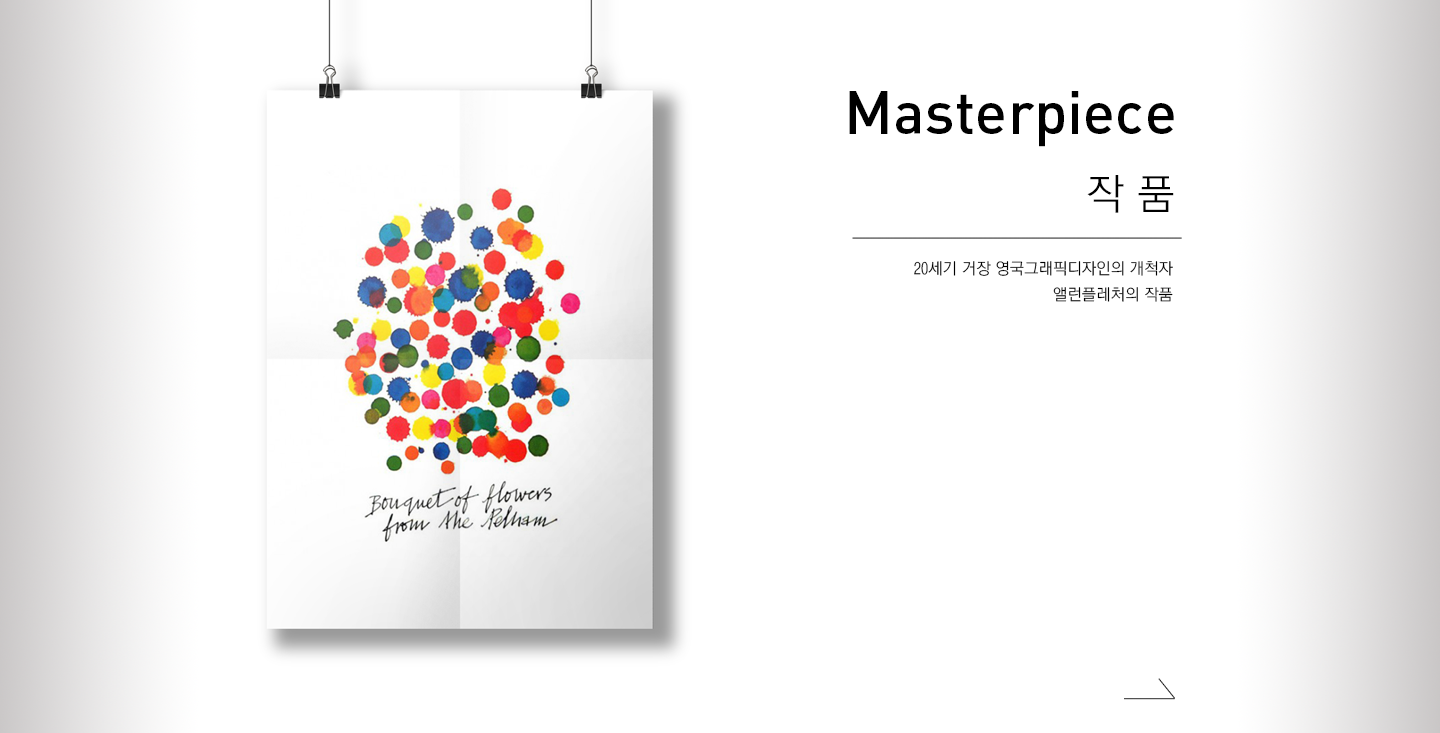 Masterpiece
작 품
20세기 거장 영국그래픽디자인의 개척자
앨런플레처의 작품
Bouquet of flowers
from the Pelham